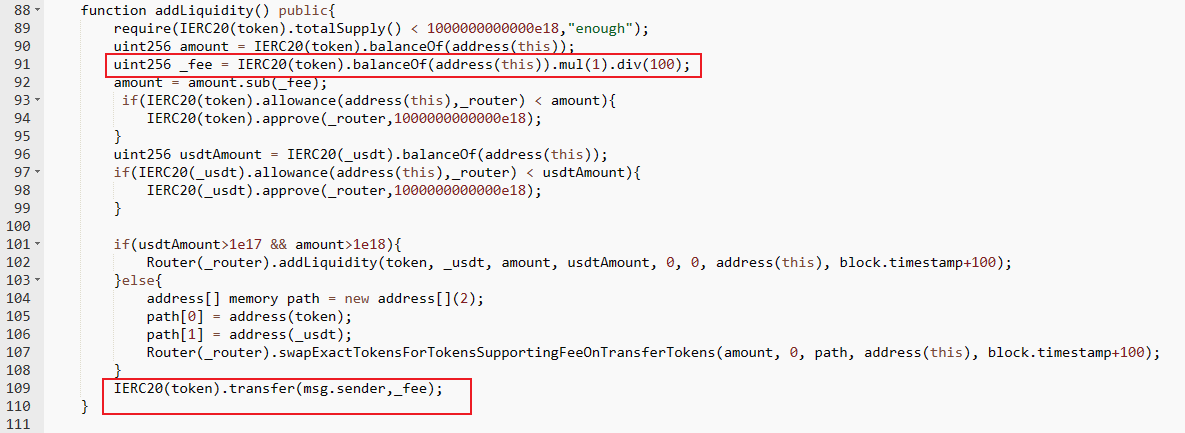 88 function addLiquidity() public{
89 require(IERC20(token).totalSupply() < 1000000000000e18,"enough");
90 uint256 amount = IERC20(token).balanceOf(address(this));
91 uint256 _fee = IERC20(token).balanceOf(address(this)).mul(1).div(100);
92 amount = amount.sub(_fee);
93 if(IERC20(token).allowance(address(this),_router) < amount){
94 IERC20(token).approve(_router,1000000000000e18);
95 }
96 uint256 usdtAmount = IERC20(_usdt).balanceOf(address(this));
97 if(IERC20(_usdt).allowance(address(this),_router) < usdtAmount){
98 IERC20(_usdt).approve(_router,1000000000000e18);
99 }
100
101 if(usdtAmount>1e17 && amount>1e18){
102 Router(_router).addLiquidity(token, _usdt, amount, usdtAmount, 0, 0, address(this), block.timestamp+100);
103 }else{
104 address[] memory path = new address[](2);
105 path[0] = address(token);
106 path[1] = address(_usdt);
107 Router(_router).swapExactTokensForTokensSupportingFeeOnTransferTokens(amount, 0, path, address(this), block.timestamp+100);
108 }
109 IERC20(token).transfer(msg.sender,_fee);
110 }
111